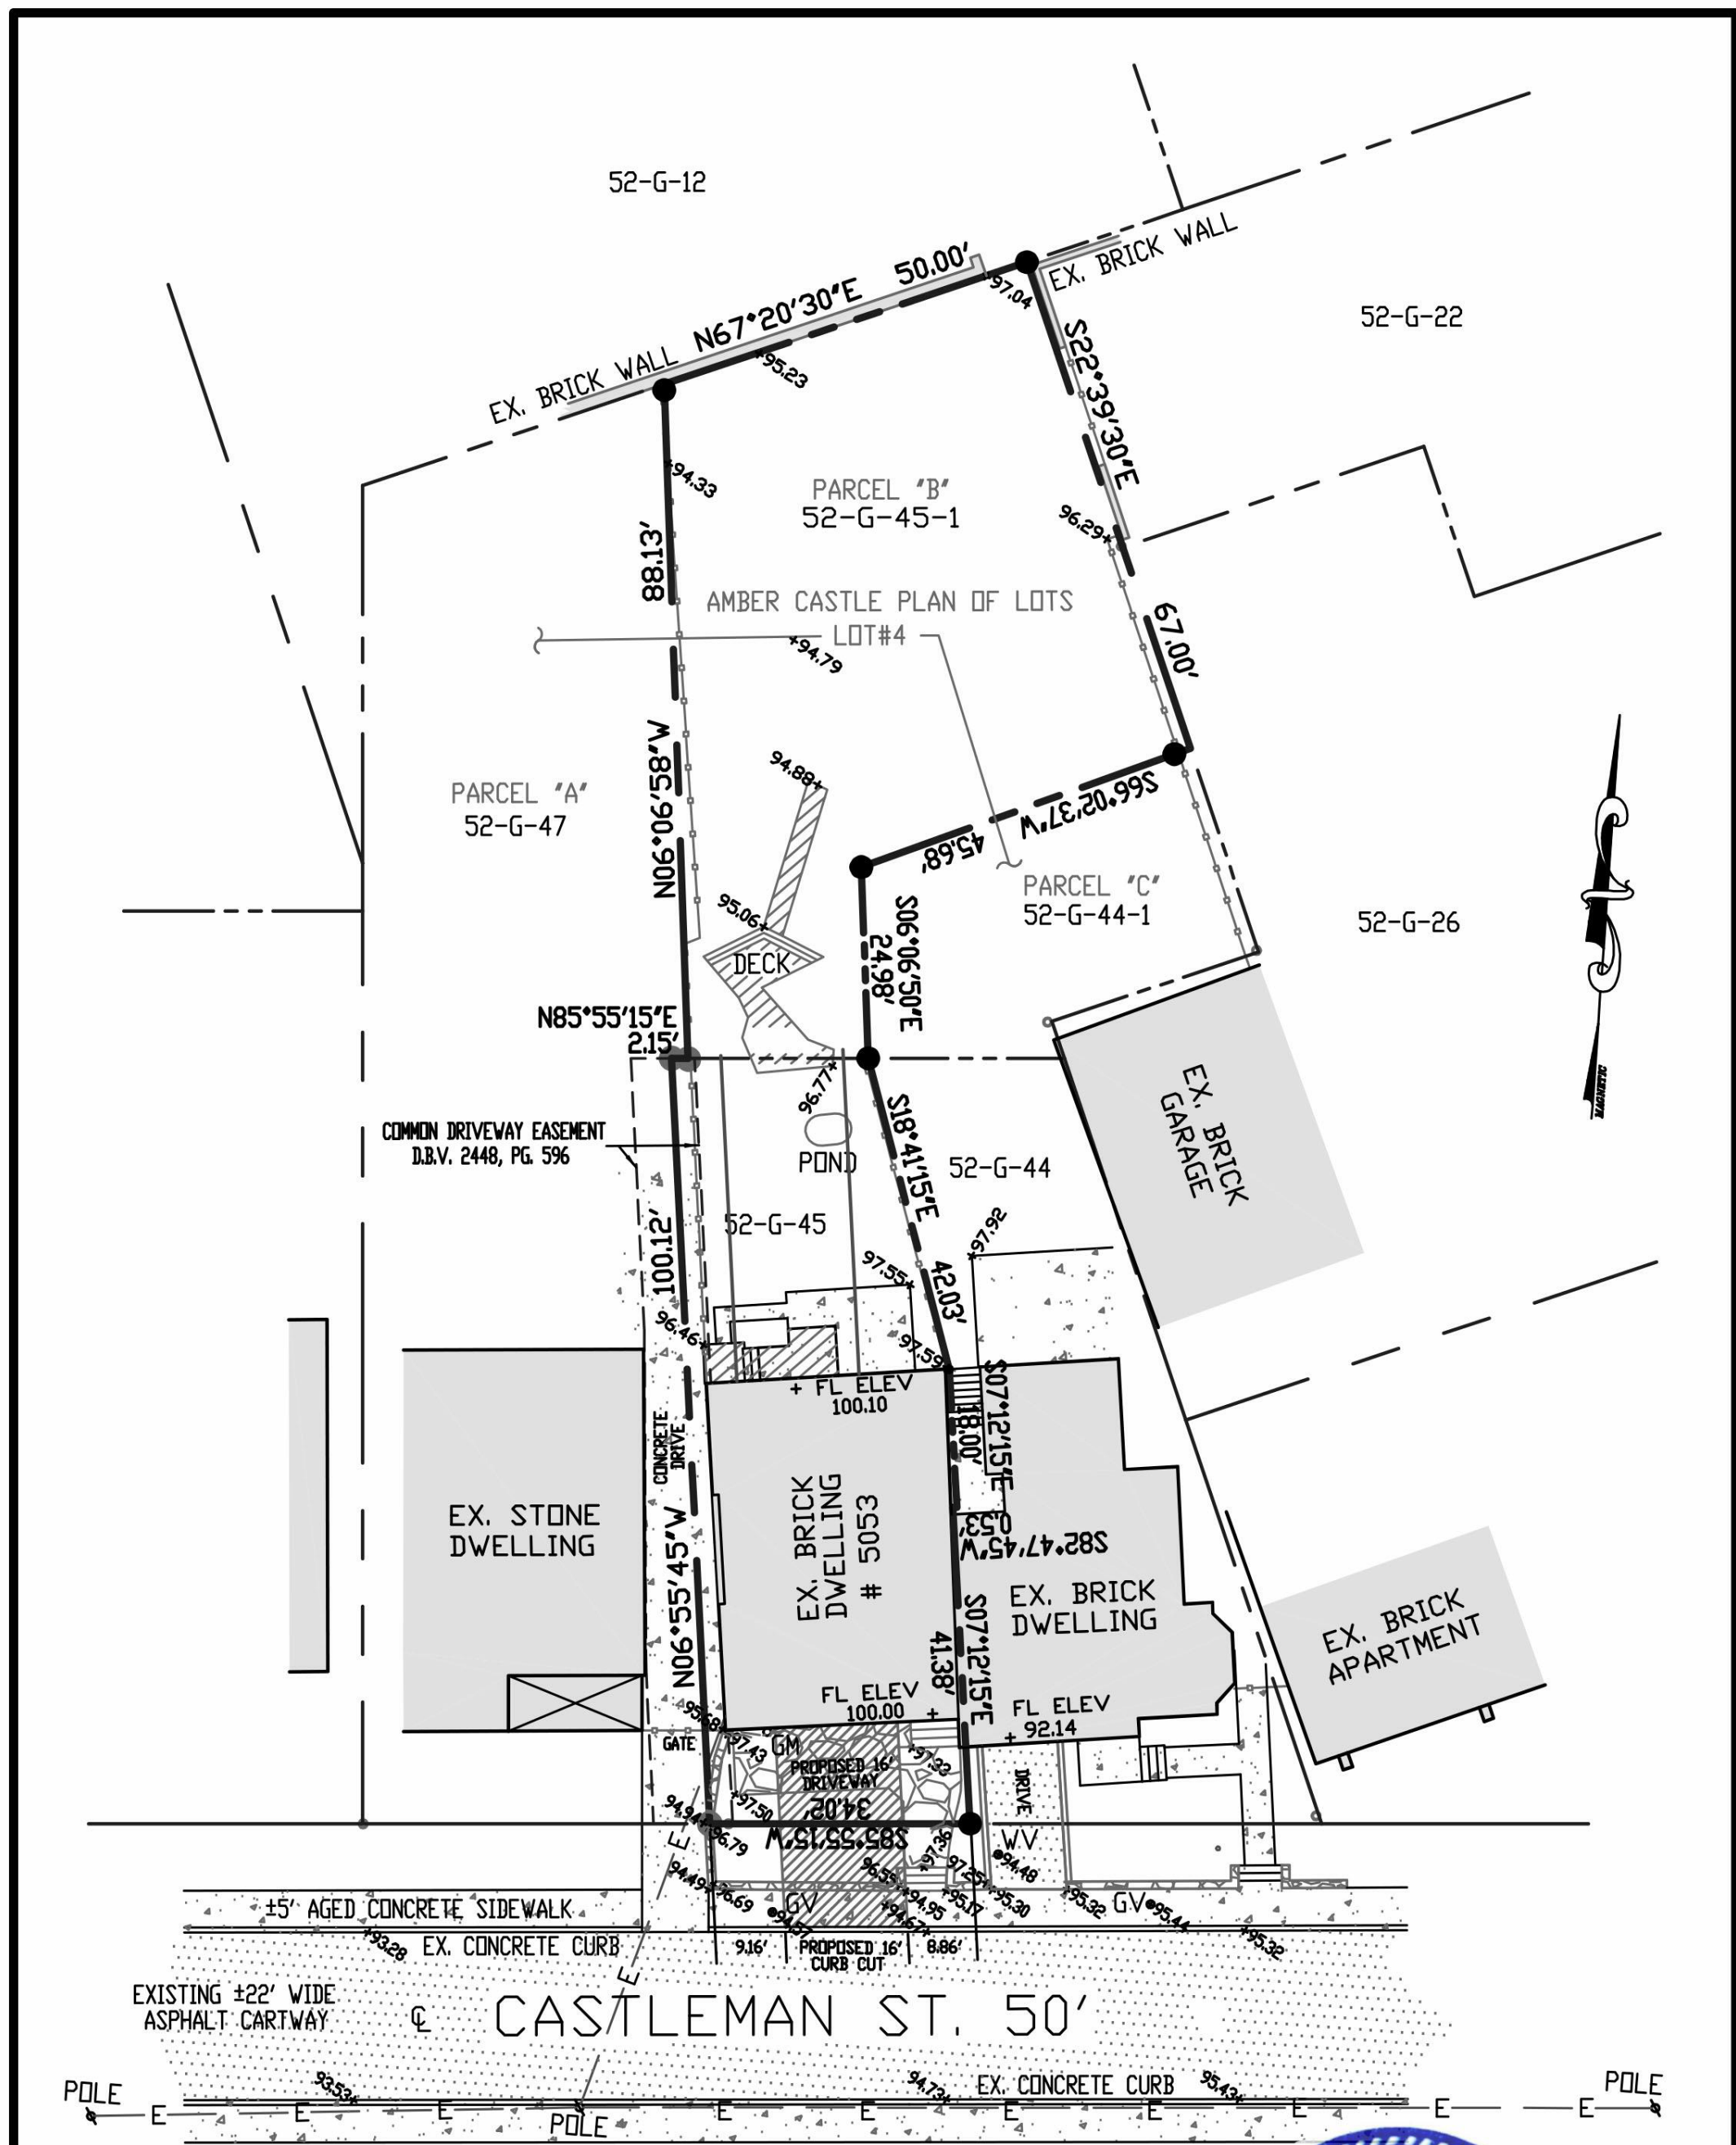 52-G-12
EX. BRICK WALL
N67°20'30"E 50.00'
EX. BRICK WALL
97.04
95.23
52-G-22
S22°39'30"E
94.33
PARCEL "B"
52-G-45-1
96.29
88.13'
AMBER CASTLE PLAN OF LOTS
LOT#4
94.79
67.00'
N06°06'58"W
94.88
PARCEL "A"
52-G-47
S66°02'37"W
45.68'
PARCEL "C"
52-G-44-1
52-G-26
95.06
DECK
S06°06'50"E
24.98'
N85°55'15"E
2.15'
96.77
MAGNETIC
COMMON DRIVEWAY EASEMENT
D.B.V. 2448, PG. 596
POND
S18°41'15"E
52-G-44
EX. BRICK
GARAGE
52-G-45
97.92
100.12'
97.55
42.03'
96.46
97.59
FL ELEV
100.10
S07°12'15"E
18.00'
CONCRETE
DRIVE
EX. STONE
DWELLING
EX. BRICK
DWELLING
# 5053
0.53'
S82°47'45"W
N06°55'45"W
EX. BRICK
DWELLING
EX. BRICK
APARTMENT
S07°12'15"E
41.38'
FL ELEV
100.00
FL ELEV
92.14
95.68
GATE
97.43
GM
PROPOSED 16'
DRIVEWAY
97.33
DRIVE
34.02'
S85°55'15"W
97.50
94.94
96.79
E
97.36
WV
94.48
94.49
96.69
96.55
97.25
94.95
95.17
95.30
95.32
GV
94.57
94.67
GV
95.44
95.32
±5' AGED CONCRETE SIDEWALK
93.28
EX. CONCRETE CURB
9.16'
PROPOSED 16'
CURB CUT
8.86'
E
EXISTING ±22' WIDE
ASPHALT CARTWAY
℄
CASTLEMAN ST. 50'
93.53
94.73
EX. CONCRETE CURB
95.43
POLE
POLE
POLE
E E E E E E E E E E E